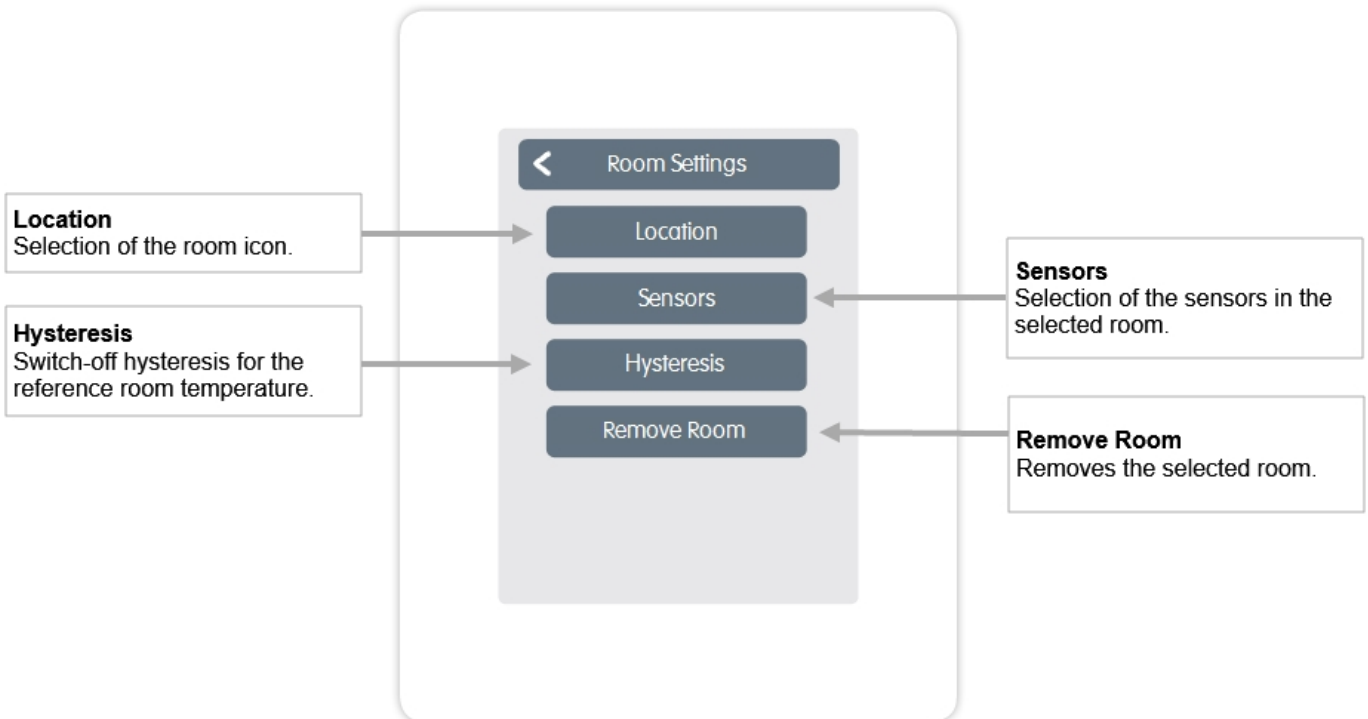 Room Settings
Location
Sensors
Hysteresis
Remove Room
Location
Selection of the room icon.
Hysteresis
Switch-off hysteresis for the
reference room temperature.
Sensors
Selection of the sensors in the
selected room.
Remove Room
Removes the selected room.